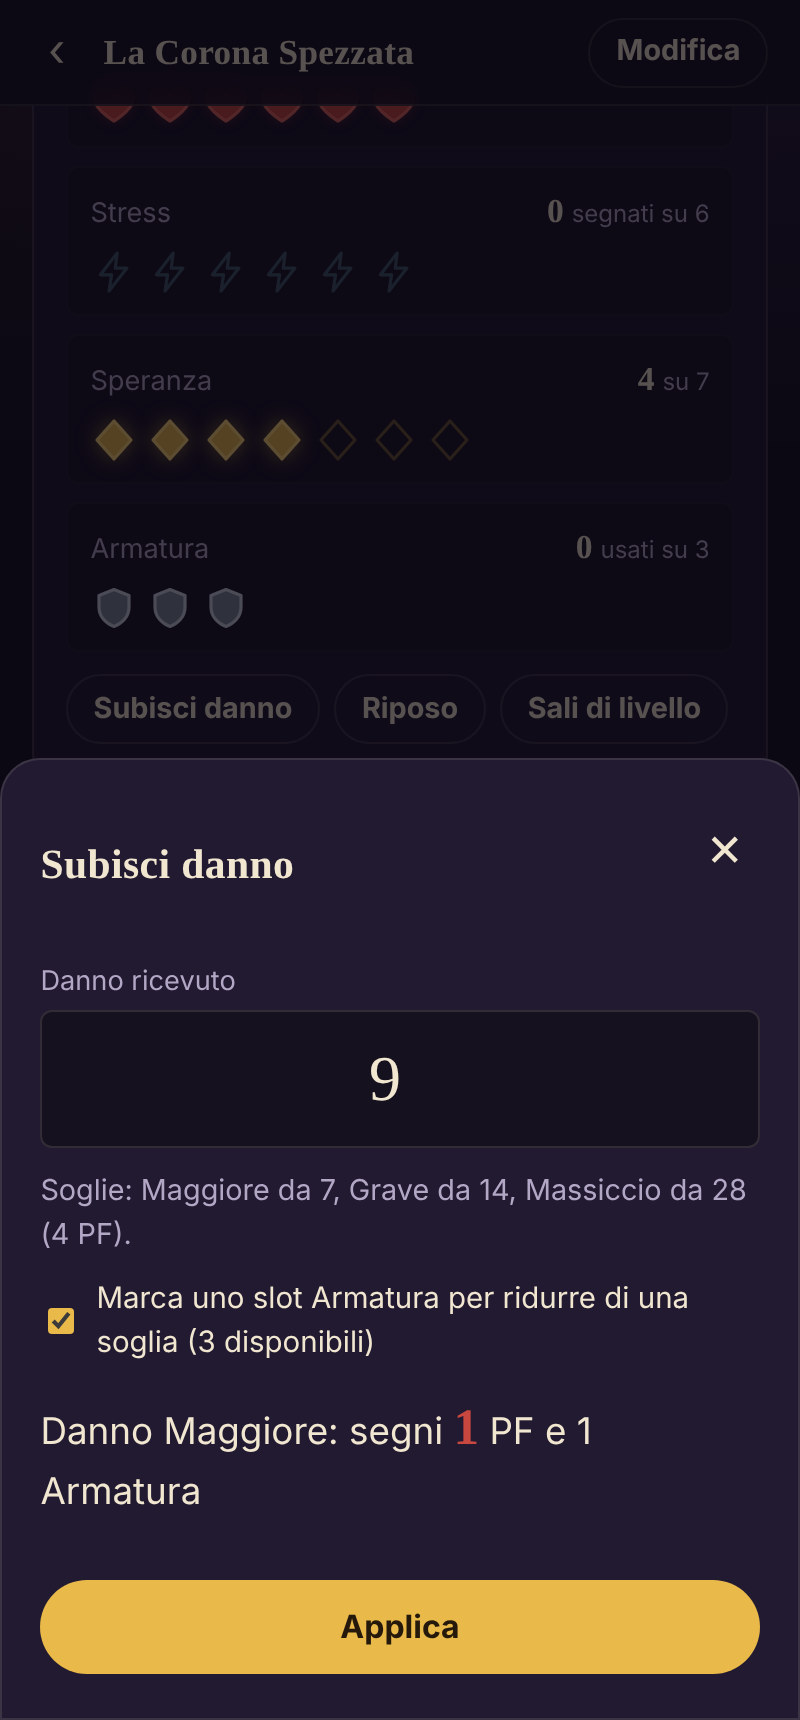 La Corona Spezzata
Modifica
Stress
0 segnati su 6
Speranza
4 su 7
Armatura
0 usati su 3
Subisci danno
Riposo
Sali di livello
Subisci danno
Danno ricevuto
9
Soglie: Maggiore da 7, Grave da 14, Massiccio da 28
(4 PF).
Marca uno slot Armatura per ridurre di una
soglia (3 disponibili)
Danno Maggiore: segni 1 PF e 1
Armatura
Applica